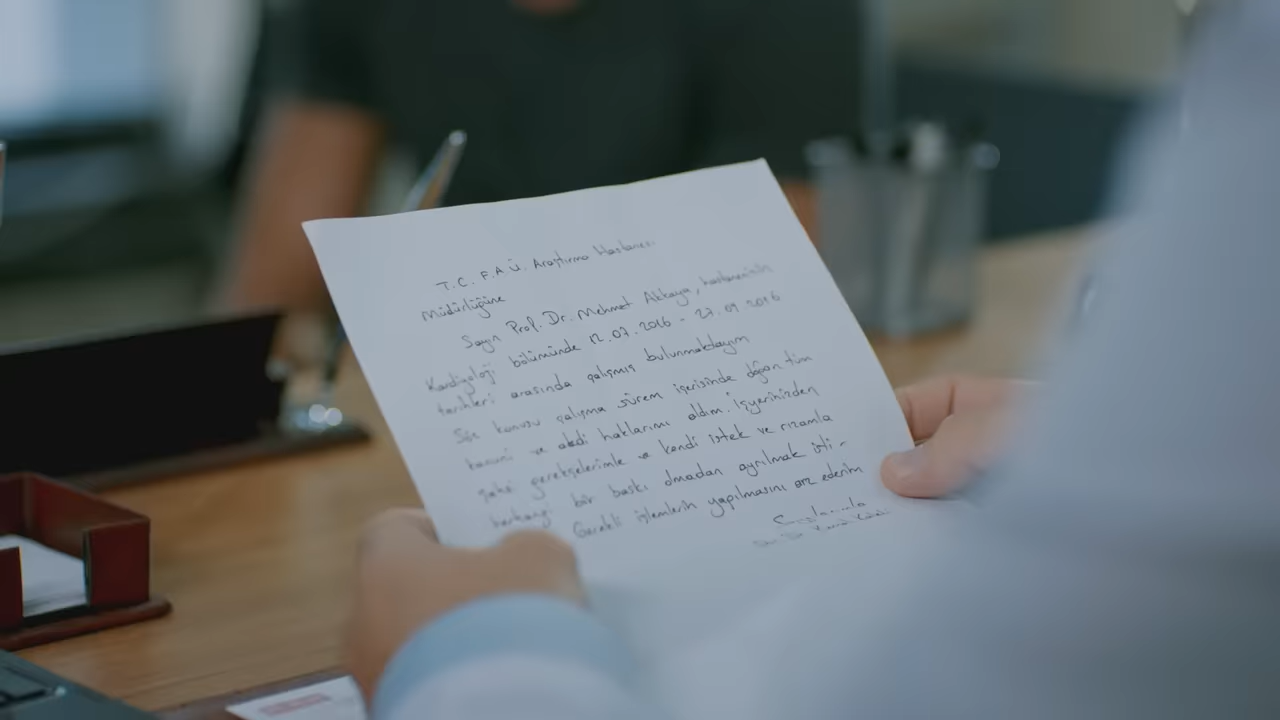 T.C. P.A.Ü. Araştırma Hastanesi
Müdürlüğüne
Sayın Prof. Dr. Mehmet Akkaya, hastanenizin
Kardiyoloji bölümünde 12.07.2016 - 27.09.2016
tarihleri arasında çalışmış bulunmaktayım
Söz konusu çalışma sürem içerisinde doğan tüm
kanuni ve akdi haklarımı aldım. İşyerinizden
şahsi gerekçelerimle ve kendi istek ve rızamla
herhangi bir baskı olmadan ayrılmak isti-
Gerekli işlemlerin yapılmasını arz ederim
Saygılarımla